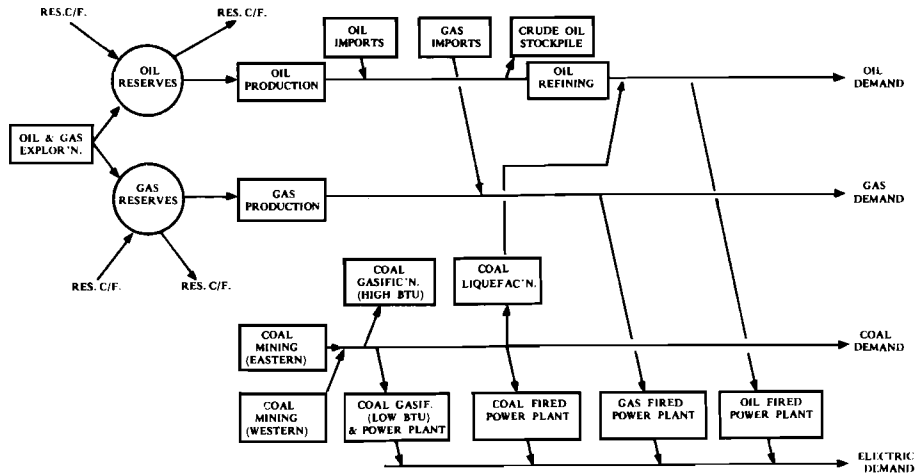 RES.C/F.
RES. C/F.
OIL
IMPORTS
GAS
IMPORTS
CRUDE OIL
STOCKPILE
OIL
RESERVES
OIL
PRODUCTION
OIL
REFINING
OIL
DEMAND
OIL & GAS
EXPLOR'N.
GAS
RESERVES
GAS
PRODUCTION
GAS
DEMAND
RES. C/F.
RES. C/F.
COAL
GASIFIC'N.
(HIGH BTU)
COAL
LIQUEFAC'N.
COAL
MINING
(EASTERN)
COAL
DEMAND
COAL
MINING
(WESTERN)
COAL GASIF.
(LOW BTU)
& POWER PLANT
COAL FIRED
POWER PLANT
GAS FIRED
POWER PLANT
OIL FIRED
POWER PLANT
ELECTRIC
DEMAND